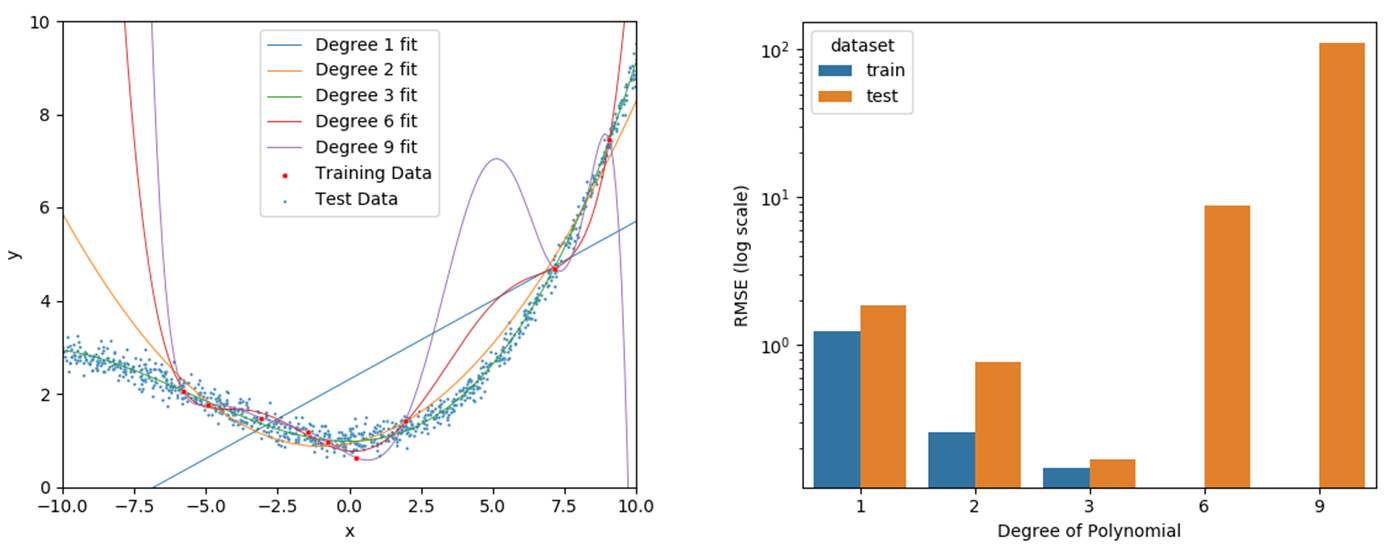 10
8
6
4
2
0
y
−10.0 −7.5 −5.0 −2.5 0.0 2.5 5.0 7.5 10.0
x
Degree 1 fit
Degree 2 fit
Degree 3 fit
Degree 6 fit
Degree 9 fit
Training Data
Test Data
10²
10¹
10⁰
RMSE (log scale)
dataset
train
test
1 2 3 6 9
Degree of Polynomial